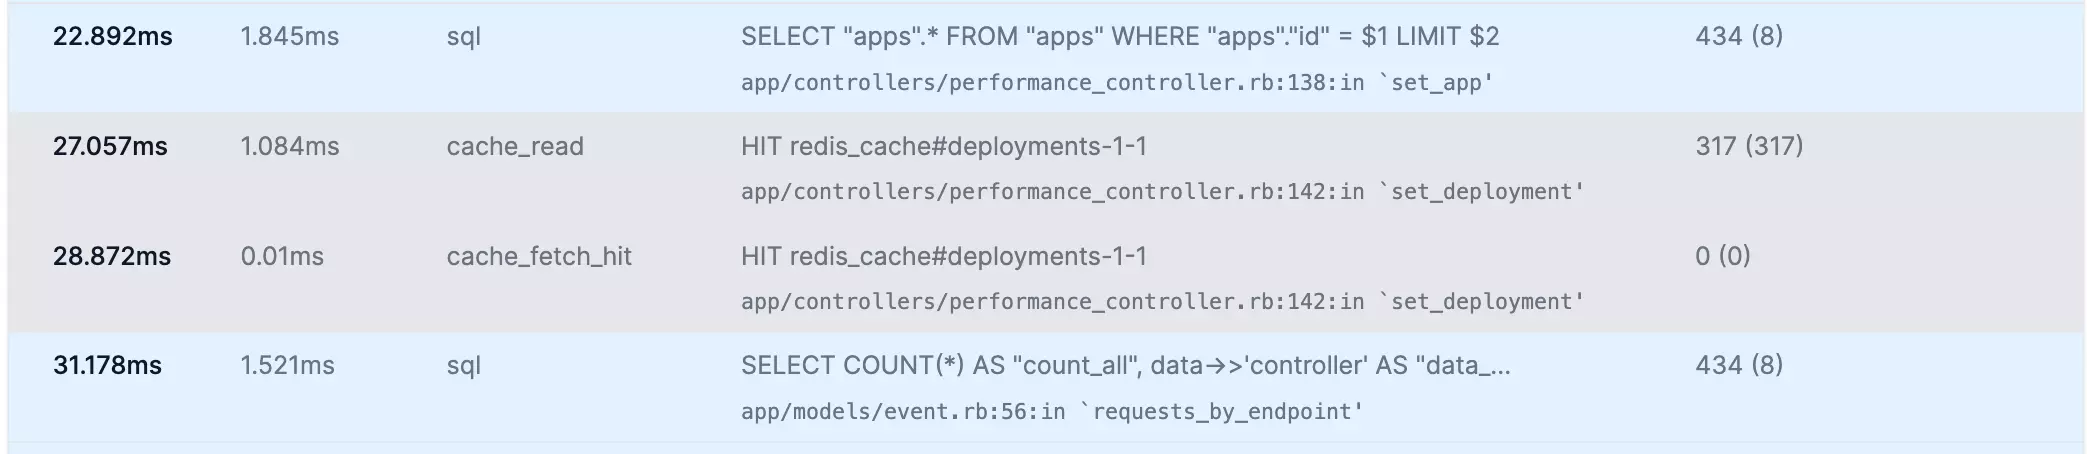 22.892ms 1.845ms sql SELECT "apps".* FROM "apps" WHERE "apps"."id" = $1 LIMIT $2 434 (8)
app/controllers/performance_controller.rb:138:in `set_app'
27.057ms 1.084ms cache_read HIT redis_cache#deployments-1-1 317 (317)
app/controllers/performance_controller.rb:142:in `set_deployment'
28.872ms 0.01ms cache_fetch_hit HIT redis_cache#deployments-1-1 0 (0)
app/controllers/performance_controller.rb:142:in `set_deployment'
31.178ms 1.521ms sql SELECT COUNT(*) AS "count_all", data->>'controller' AS "data_... 434 (8)
app/models/event.rb:56:in `requests_by_endpoint'